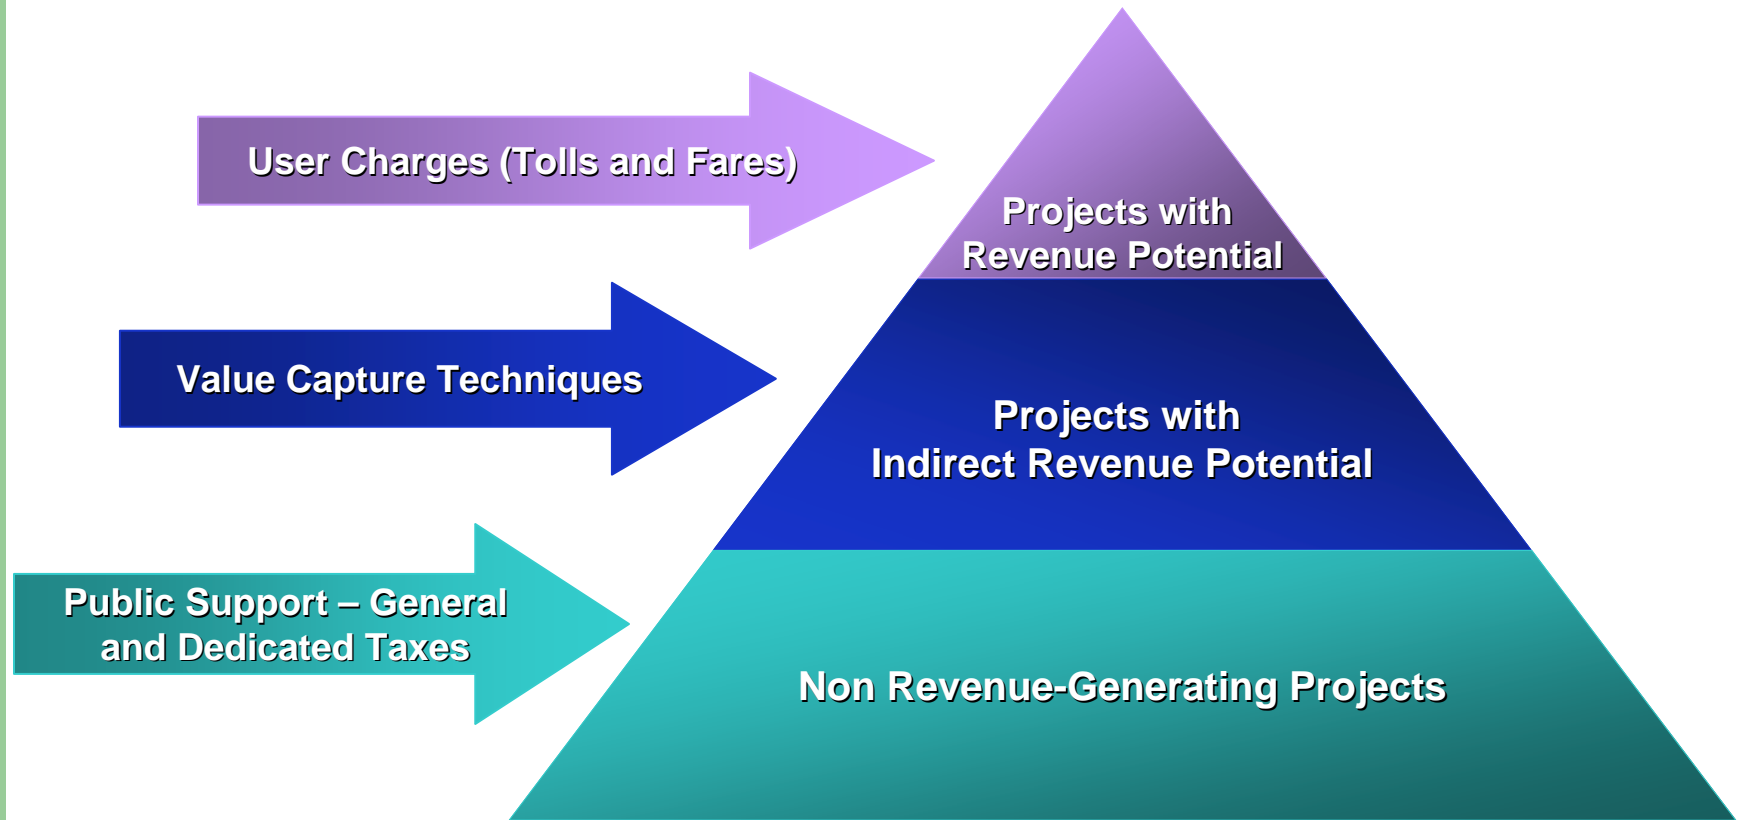 User Charges (Tolls and Fares)
Projects with
Revenue Potential
Value Capture Techniques
Projects with
Indirect Revenue Potential
Public Support – General
and Dedicated Taxes
Non Revenue-Generating Projects